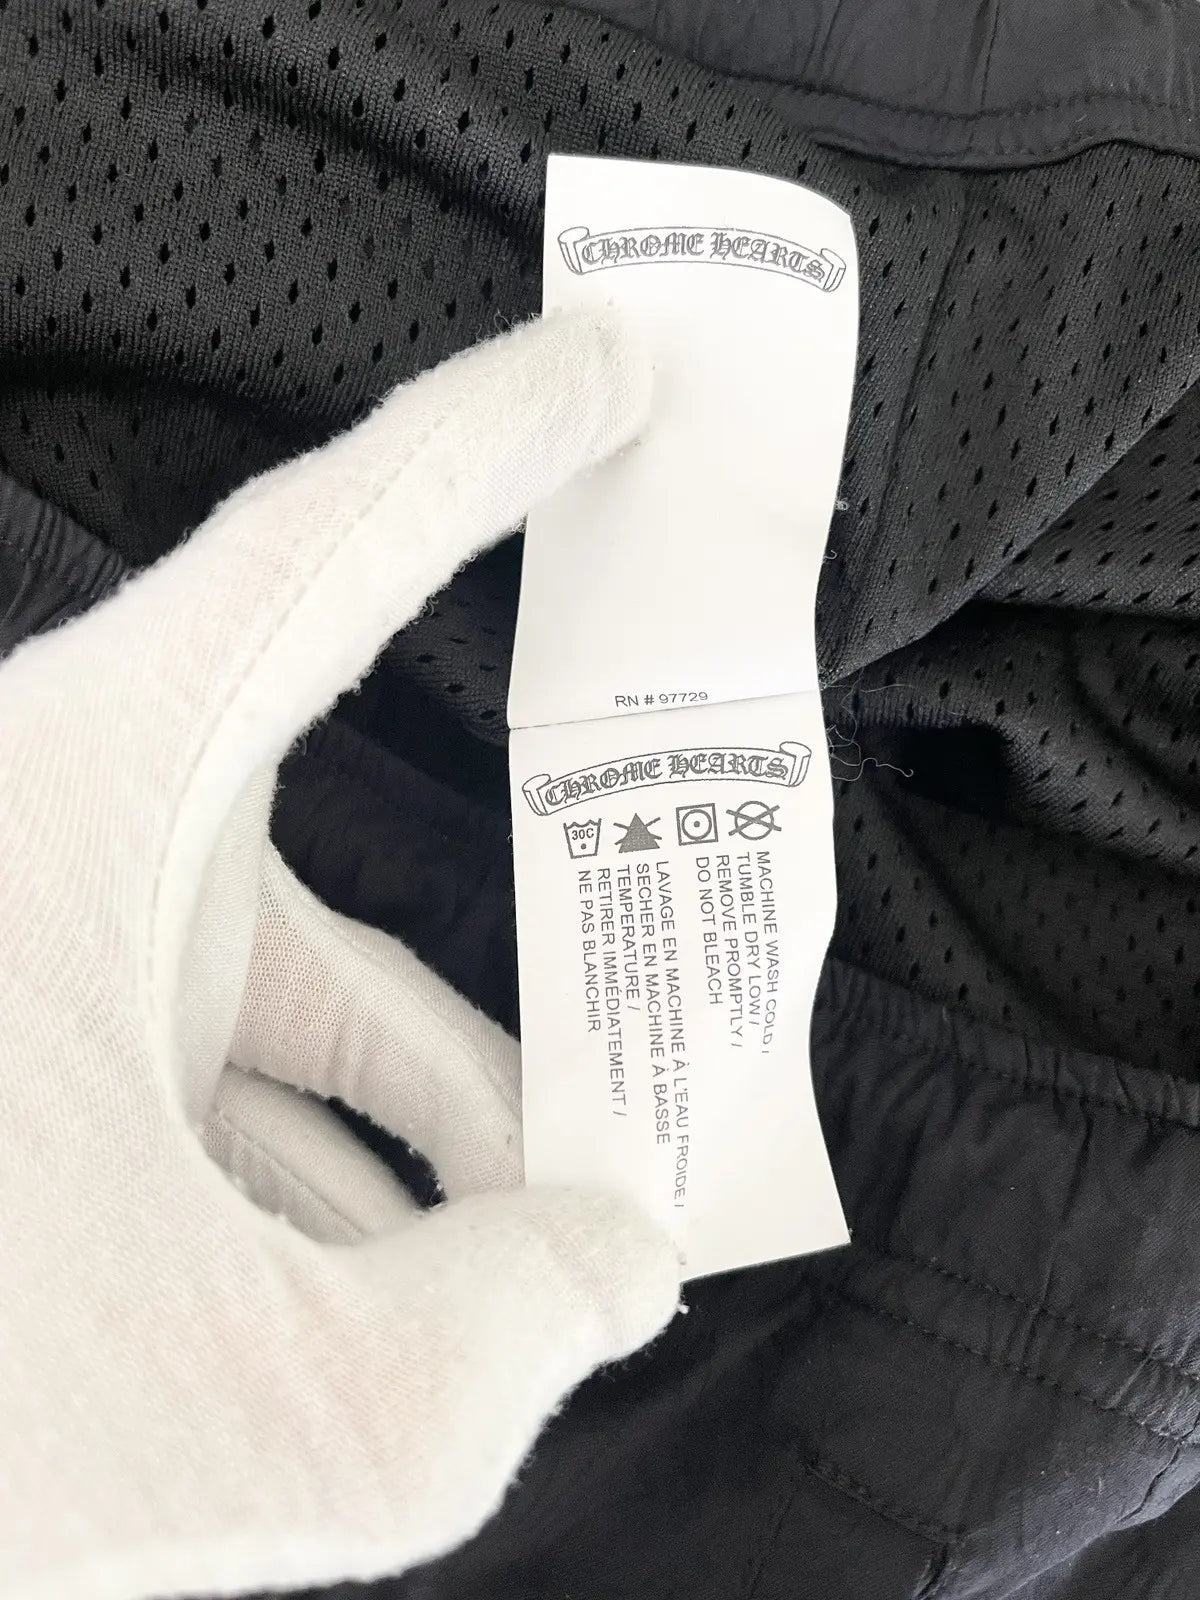 CHROME HEARTS
RN # 97729
CHROME HEARTS
30C
MACHINE WASH COLD /
TUMBLE DRY LOW /
REMOVE PROMPTLY /
DO NOT BLEACH
LAVAGE EN MACHINE À L'EAU FROIDE /
SECHER EN MACHINE À BASSE
TEMPERATURE /
RETIRER IMMÉDIATEMENT /
NE PAS BLANCHIR